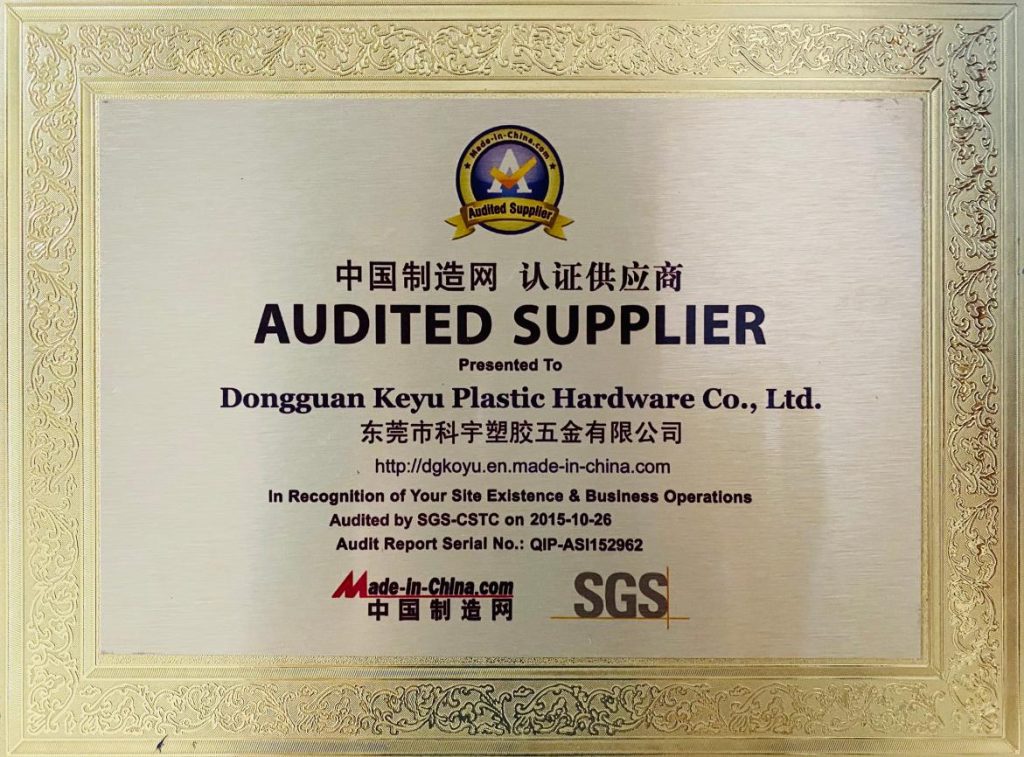 Made-in-China.com
A
Audited Supplier
中国制造网 认证供应商
AUDITED SUPPLIER
Presented To
Dongguan Keyu Plastic Hardware Co., Ltd.
东莞市科宇塑胶五金有限公司
http://dgkoyu.en.made-in-china.com
In Recognition of Your Site Existence & Business Operations
Audited by SGS-CSTC on 2015-10-26
Audit Report Serial No.: QIP-ASI152962
Made-in-China.com
中国制造网
SGS